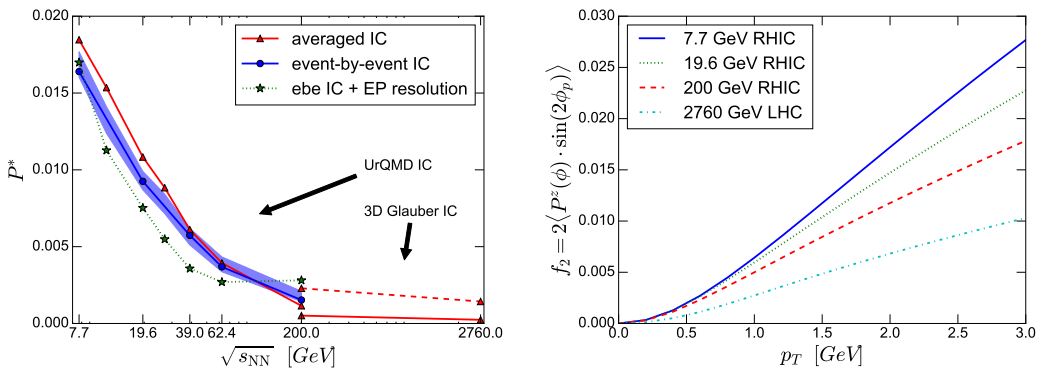 0.020
0.015
0.010
0.005
0.000
P*
7.7 19.6 39.0 62.4 200.0 2760.0
√s_NN [GeV]
averaged IC
event-by-event IC
ebe IC + EP resolution
UrQMD IC
3D Glauber IC
0.030
0.025
0.020
0.015
0.010
0.005
0.000
f₂ = 2⟨P^z(ϕ) · sin(2ϕ_p)⟩
0.0 0.5 1.0 1.5 2.0 2.5 3.0
p_T [GeV]
7.7 GeV RHIC
19.6 GeV RHIC
200 GeV RHIC
2760 GeV LHC